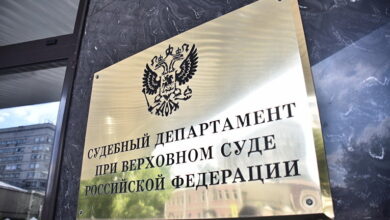 СУДЕБНЫЙ ДЕПАРТАМЕНТ
ПРИ ВЕРХОВНОМ СУДЕ
РОССИЙСКОЙ ФЕДЕРАЦИИ